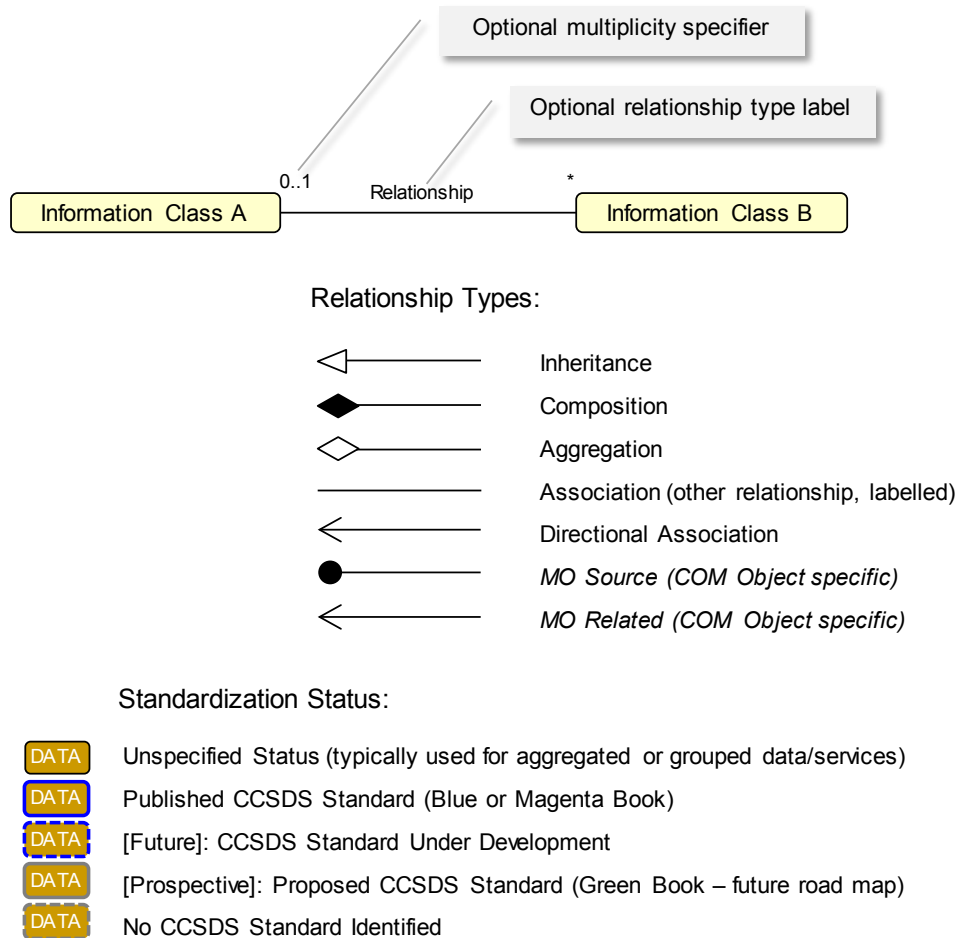 Optional multiplicity specifier
Optional relationship type label
0..1
Relationship
*
Information Class A
Information Class B
Relationship Types:
Inheritance
Composition
Aggregation
Association (other relationship, labelled)
Directional Association
MO Source (COM Object specific)
MO Related (COM Object specific)
Standardization Status:
DATA Unspecified Status (typically used for aggregated or grouped data/services)
DATA Published CCSDS Standard (Blue or Magenta Book)
DATA [Future]: CCSDS Standard Under Development
DATA [Prospective]: Proposed CCSDS Standard (Green Book – future road map)
DATA No CCSDS Standard Identified